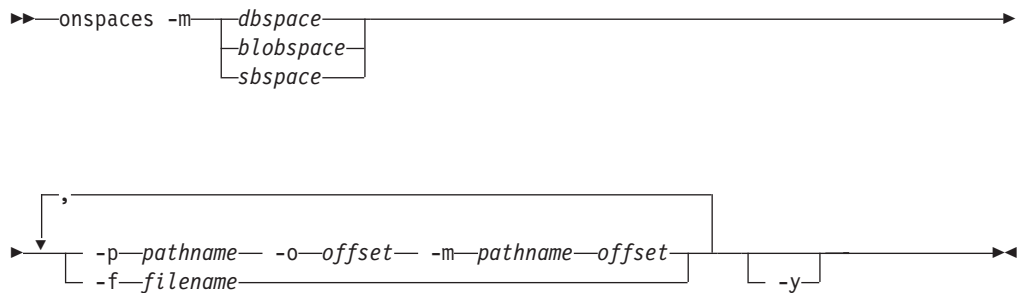 onspaces -m dbspace
blobspace
sbspace
,
-p pathname -o offset -m pathname offset
-f filename -y